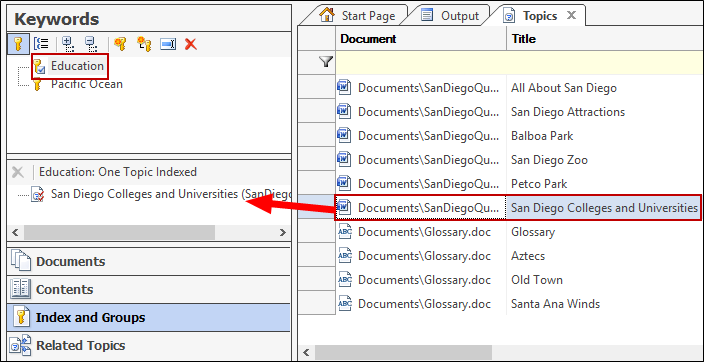 Keywords
Education
Pacific Ocean
Education: One Topic Indexed
San Diego Colleges and Universities (SanDieg
Documents
Contents
Index and Groups
Related Topics
Start Page
Output
Topics
Document Title
Documents\SanDiegoQu... All About San Diego
Documents\SanDiegoQu... San Diego Attractions
Documents\SanDiegoQu... Balboa Park
Documents\SanDiegoQu... San Diego Zoo
Documents\SanDiegoQu... Petco Park
Documents\SanDiegoQu... San Diego Colleges and Universities
ABC Documents\Glossary.doc Glossary
ABC Documents\Glossary.doc Aztecs
ABC Documents\Glossary.doc Old Town
ABC Documents\Glossary.doc Santa Ana Winds